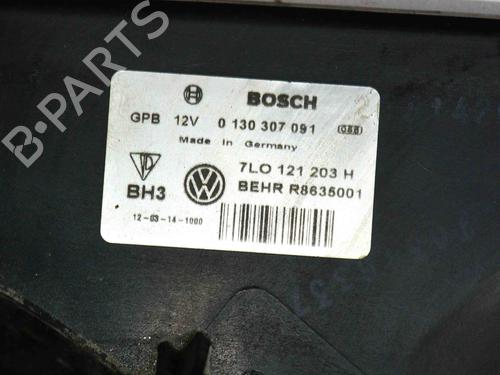 B-PARTS
BOSCH
GPB 12V 0 130 307 091
Made in Germany
7L0 121 203 H
BH3
BEHR R8635001
12-03-14-1000